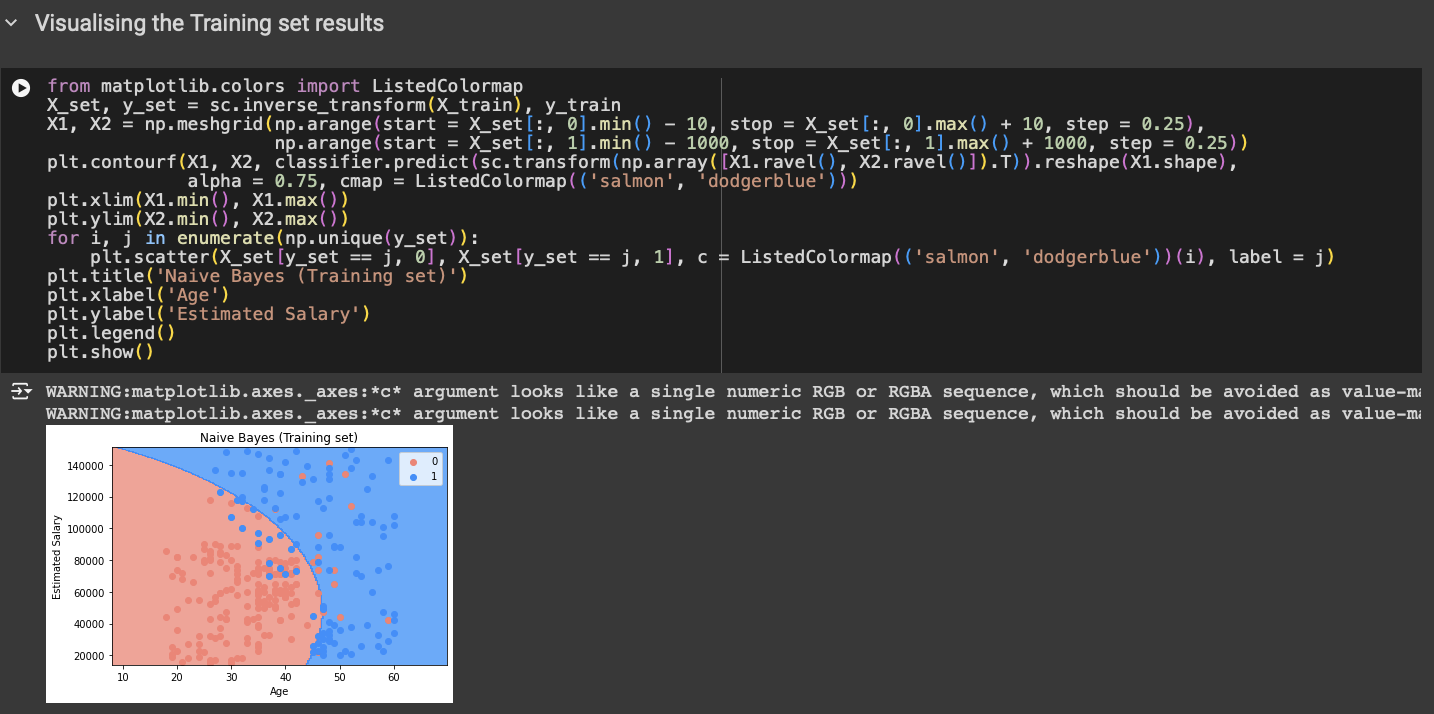 Visualising the Training set results
from matplotlib.colors import ListedColormap
X_set, y_set = sc.inverse_transform(X_train), y_train
X1, X2 = np.meshgrid(np.arange(start = X_set[:, 0].min() - 10, stop = X_set[:, 0].max() + 10, step = 0.25),
                     np.arange(start = X_set[:, 1].min() - 1000, stop = X_set[:, 1].max() + 1000, step = 0.25))
plt.contourf(X1, X2, classifier.predict(sc.transform(np.array([X1.ravel(), X2.ravel()]).T)).reshape(X1.shape),
             alpha = 0.75, cmap = ListedColormap(('salmon', 'dodgerblue')))
plt.xlim(X1.min(), X1.max())
plt.ylim(X2.min(), X2.max())
for i, j in enumerate(np.unique(y_set)):
    plt.scatter(X_set[y_set == j, 0], X_set[y_set == j, 1], c = ListedColormap(('salmon', 'dodgerblue'))(i), label = j)
plt.title('Naive Bayes (Training set)')
plt.xlabel('Age')
plt.ylabel('Estimated Salary')
plt.legend()
plt.show()
WARNING:matplotlib.axes._axes:*c* argument looks like a single numeric RGB or RGBA sequence, which should be avoided as value-ma
WARNING:matplotlib.axes._axes:*c* argument looks like a single numeric RGB or RGBA sequence, which should be avoided as value-ma
Naive Bayes (Training set)
0
1
140000
120000
100000
80000
60000
40000
20000
Estimated Salary
10 20 30 40 50 60
Age